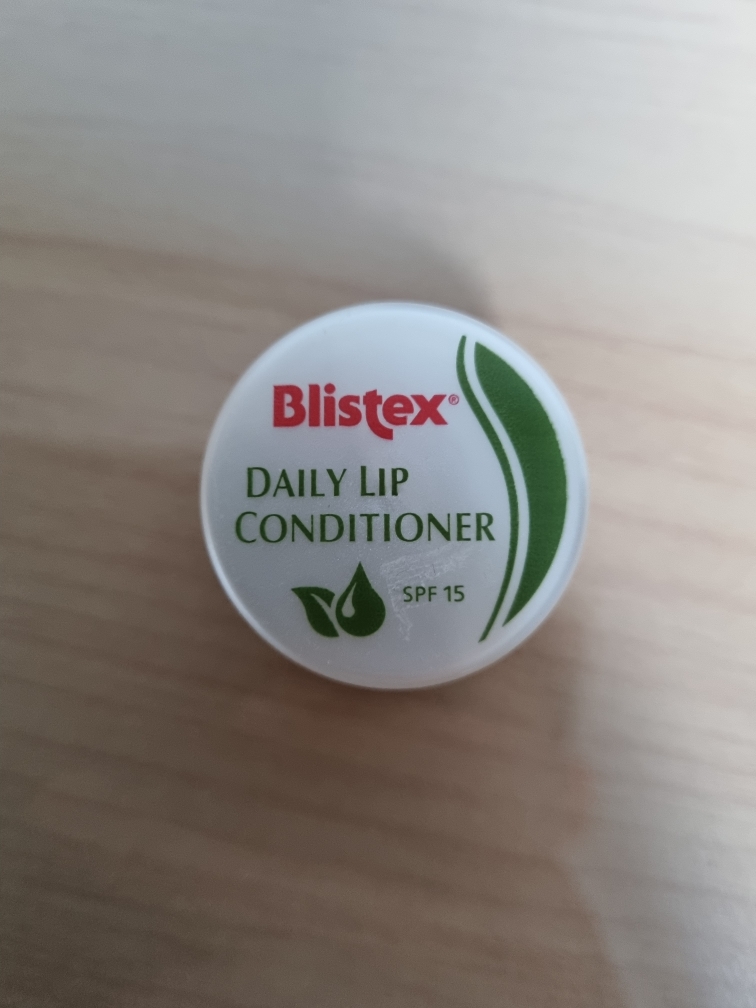 Blistex®
DAILY LIP
CONDITIONER
SPF 15